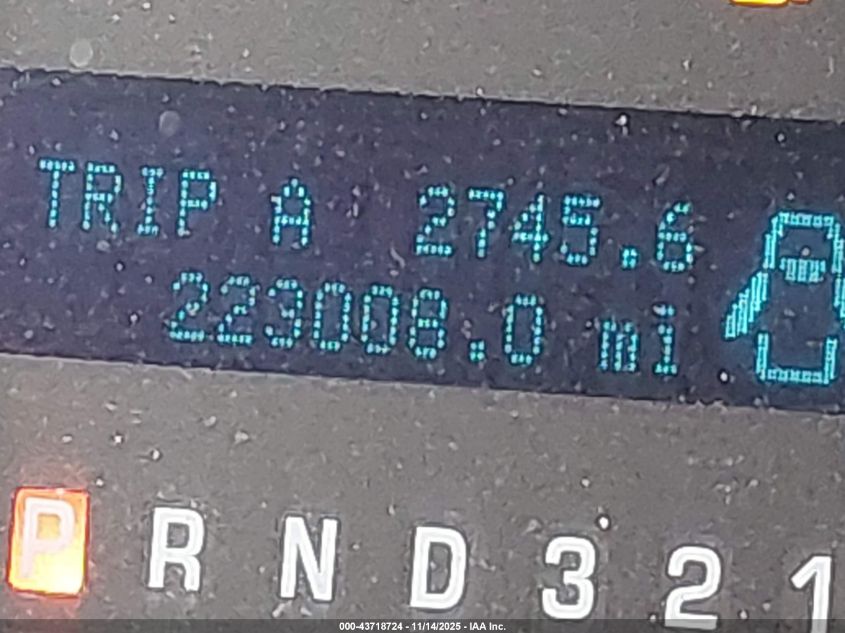 TRIP A 2745.6
223008.0 mi
P R N D 3 2 1
000-43718724 - 11/14/2025 - IAA Inc.